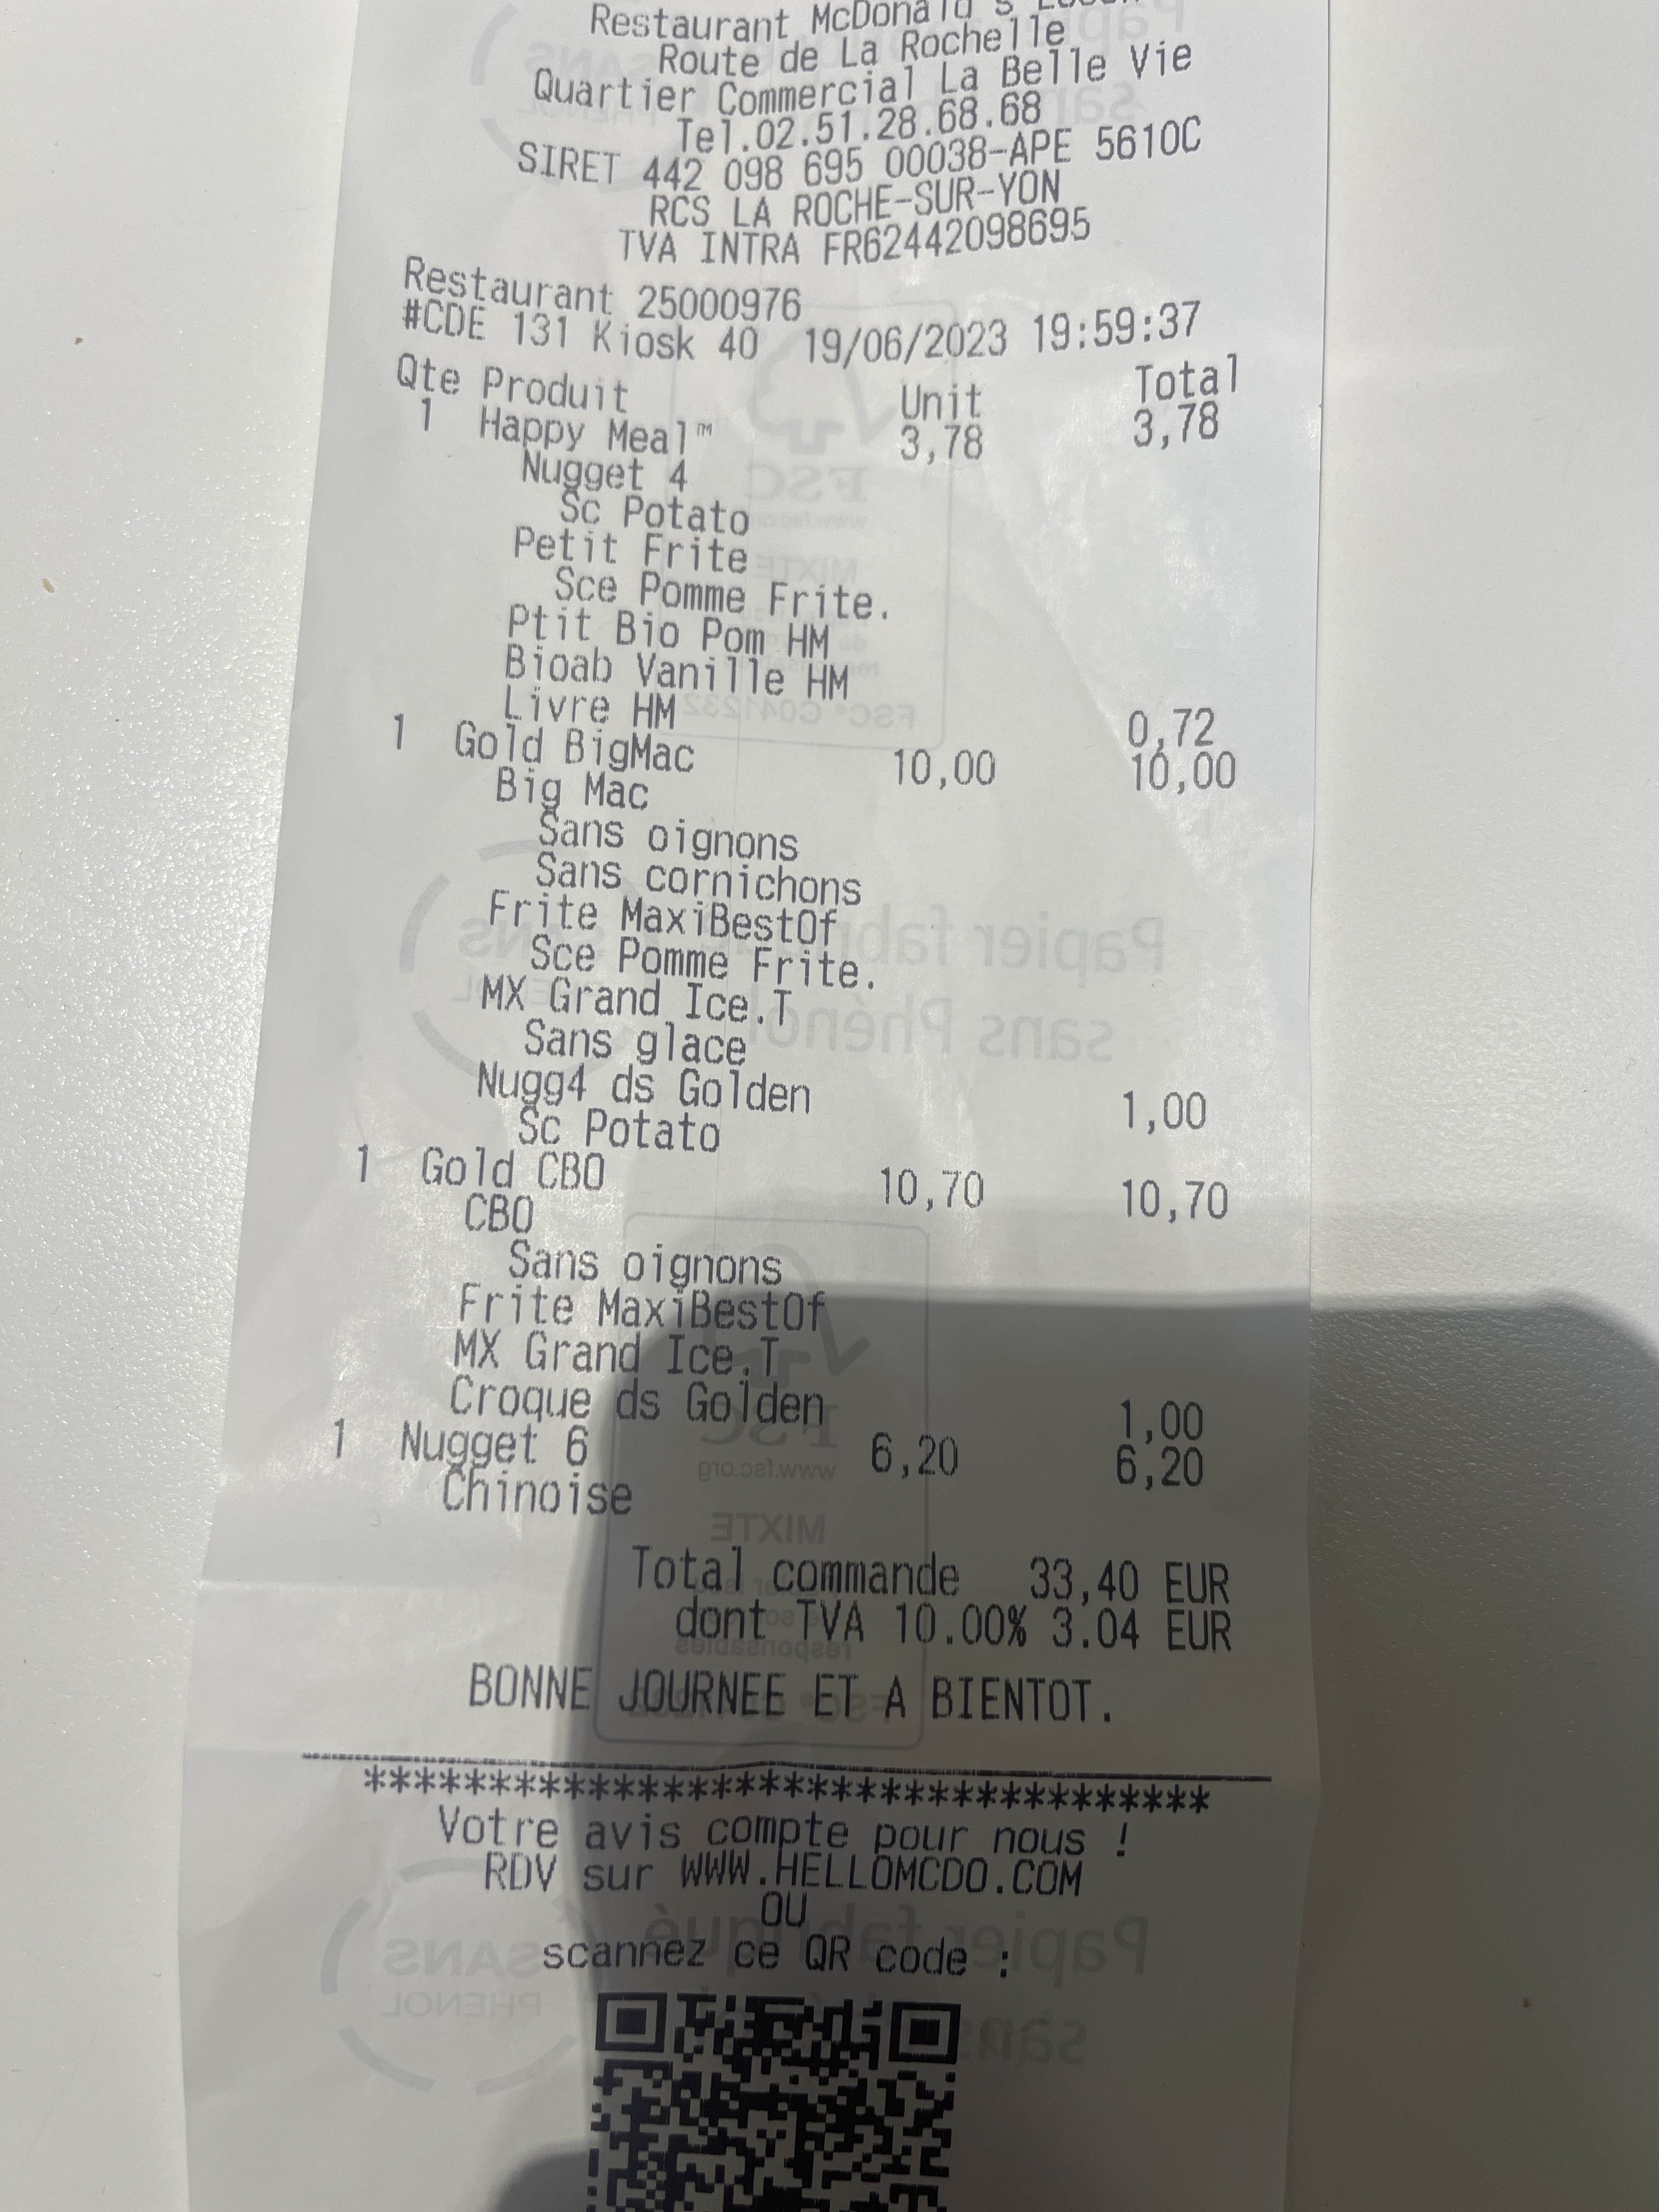 Restaurant McDonald's
Route de La Rochelle
Quartier Commercial La Belle Vie
Tel.02.51.28.68.68
SIRET 442 098 695 00038-APE 5610C
RCS LA ROCHE-SUR-YON
TVA INTRA FR62442098695
Restaurant 25000976
#CDE 131 Kiosk 40 19/06/2023 19:59:37
Qte Produit Unit Total
1 Happy Meal™ 3,78 3,78
Nugget 4
Sc Potato
Petit Frite
Sce Pomme Frite.
Ptit Bio Pom HM
Bioab Vanille HM
Livre HM 0,72
1 Gold BigMac 10,00 10,00
Big Mac
Sans oignons
Sans cornichons
Frite MaxiBestOf
Sce Pomme Frite.
MX Grand Ice.T
Sans glace
Nugg4 ds Golden 1,00
Sc Potato
1 Gold CBO 10,70 10,70
CBO
Sans oignons
Frite MaxiBestOf
MX Grand Ice.T
Croque ds Golden 1,00
1 Nugget 6 6,20 6,20
Chinoise
Total commande 33,40 EUR
dont TVA 10.00% 3.04 EUR
BONNE JOURNEE ET A BIENTOT.
**********************************
Votre avis compte pour nous !
RDV sur WWW.HELLOMCDO.COM
OU
scannez ce QR code :